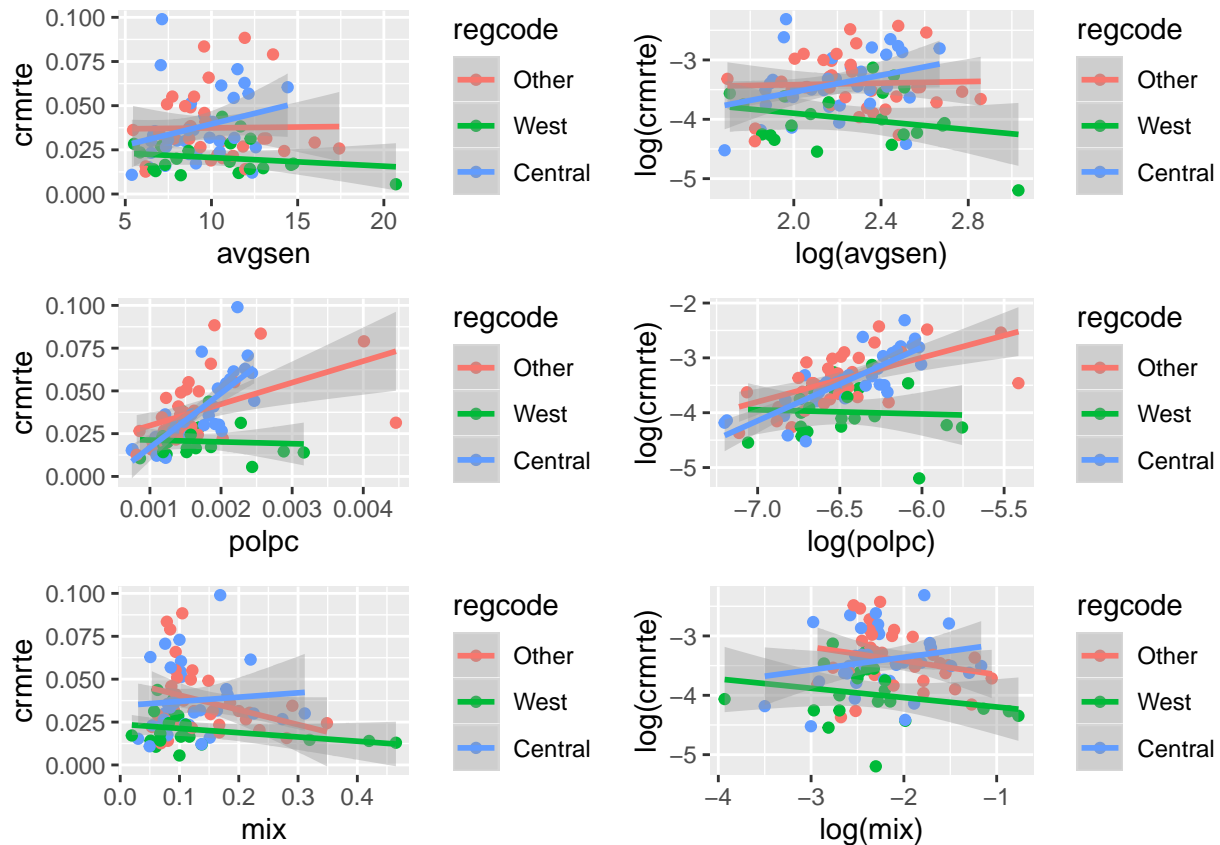 crmrte
0.100
0.075
0.050
0.025
0.000
5 10 15 20
avgsen
regcode
Other
West
Central
log(crmrte)
−3
−4
−5
2.0 2.4 2.8
log(avgsen)
regcode
Other
West
Central
crmrte
0.100
0.075
0.050
0.025
0.000
0.001 0.002 0.003 0.004
polpc
regcode
Other
West
Central
log(crmrte)
−2
−3
−4
−5
−7.0 −6.5 −6.0 −5.5
log(polpc)
regcode
Other
West
Central
crmrte
0.100
0.075
0.050
0.025
0.000
0.0 0.1 0.2 0.3 0.4
mix
regcode
Other
West
Central
log(crmrte)
−3
−4
−5
−4 −3 −2 −1
log(mix)
regcode
Other
West
Central